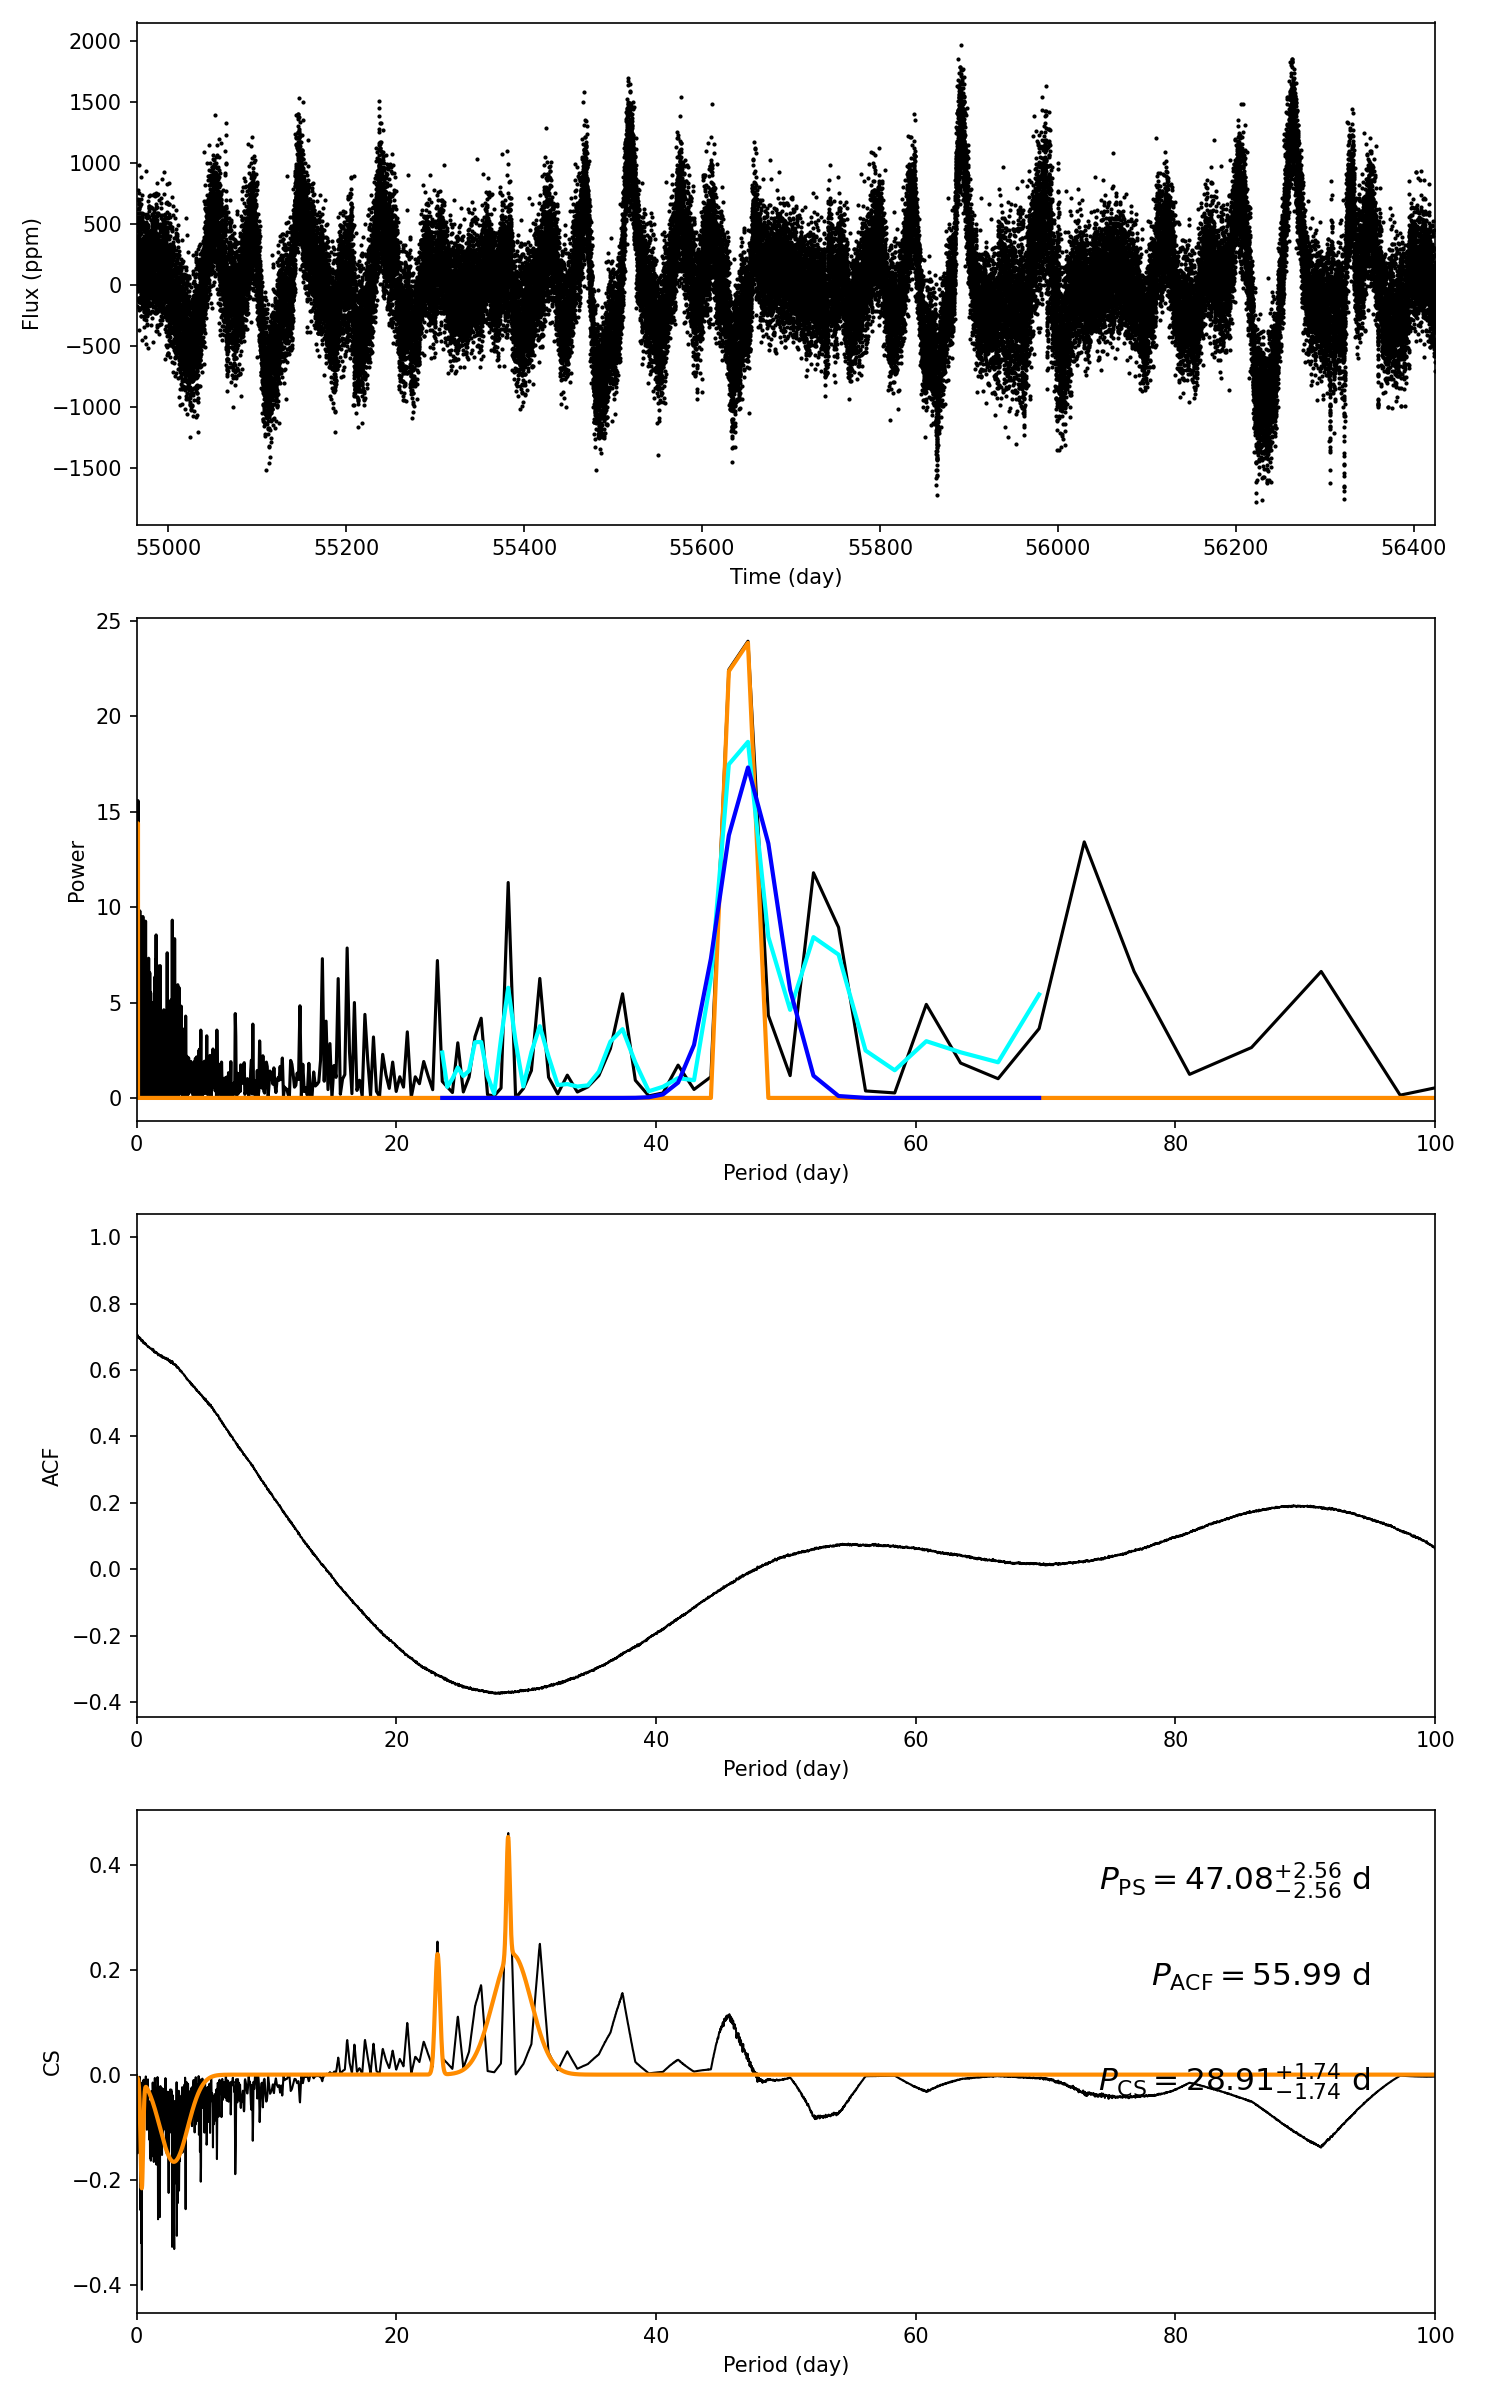 2000
1500
1000
500
0
−500
−1000
−1500
Flux (ppm)
55000 55200 55400 55600 55800 56000 56200 56400
Time (day)
25
20
15
10
5
0
Power
0 20 40 60 80 100
Period (day)
1.0
0.8
0.6
0.4
0.2
0.0
−0.2
−0.4
ACF
0 20 40 60 80 100
Period (day)
0.4
0.2
0.0
−0.2
−0.4
CS
P_PS = 47.08 +2.56 −2.56 d
P_ACF = 55.99 d
P_CS = 28.91 +1.74 −1.74 d
0 20 40 60 80 100
Period (day)